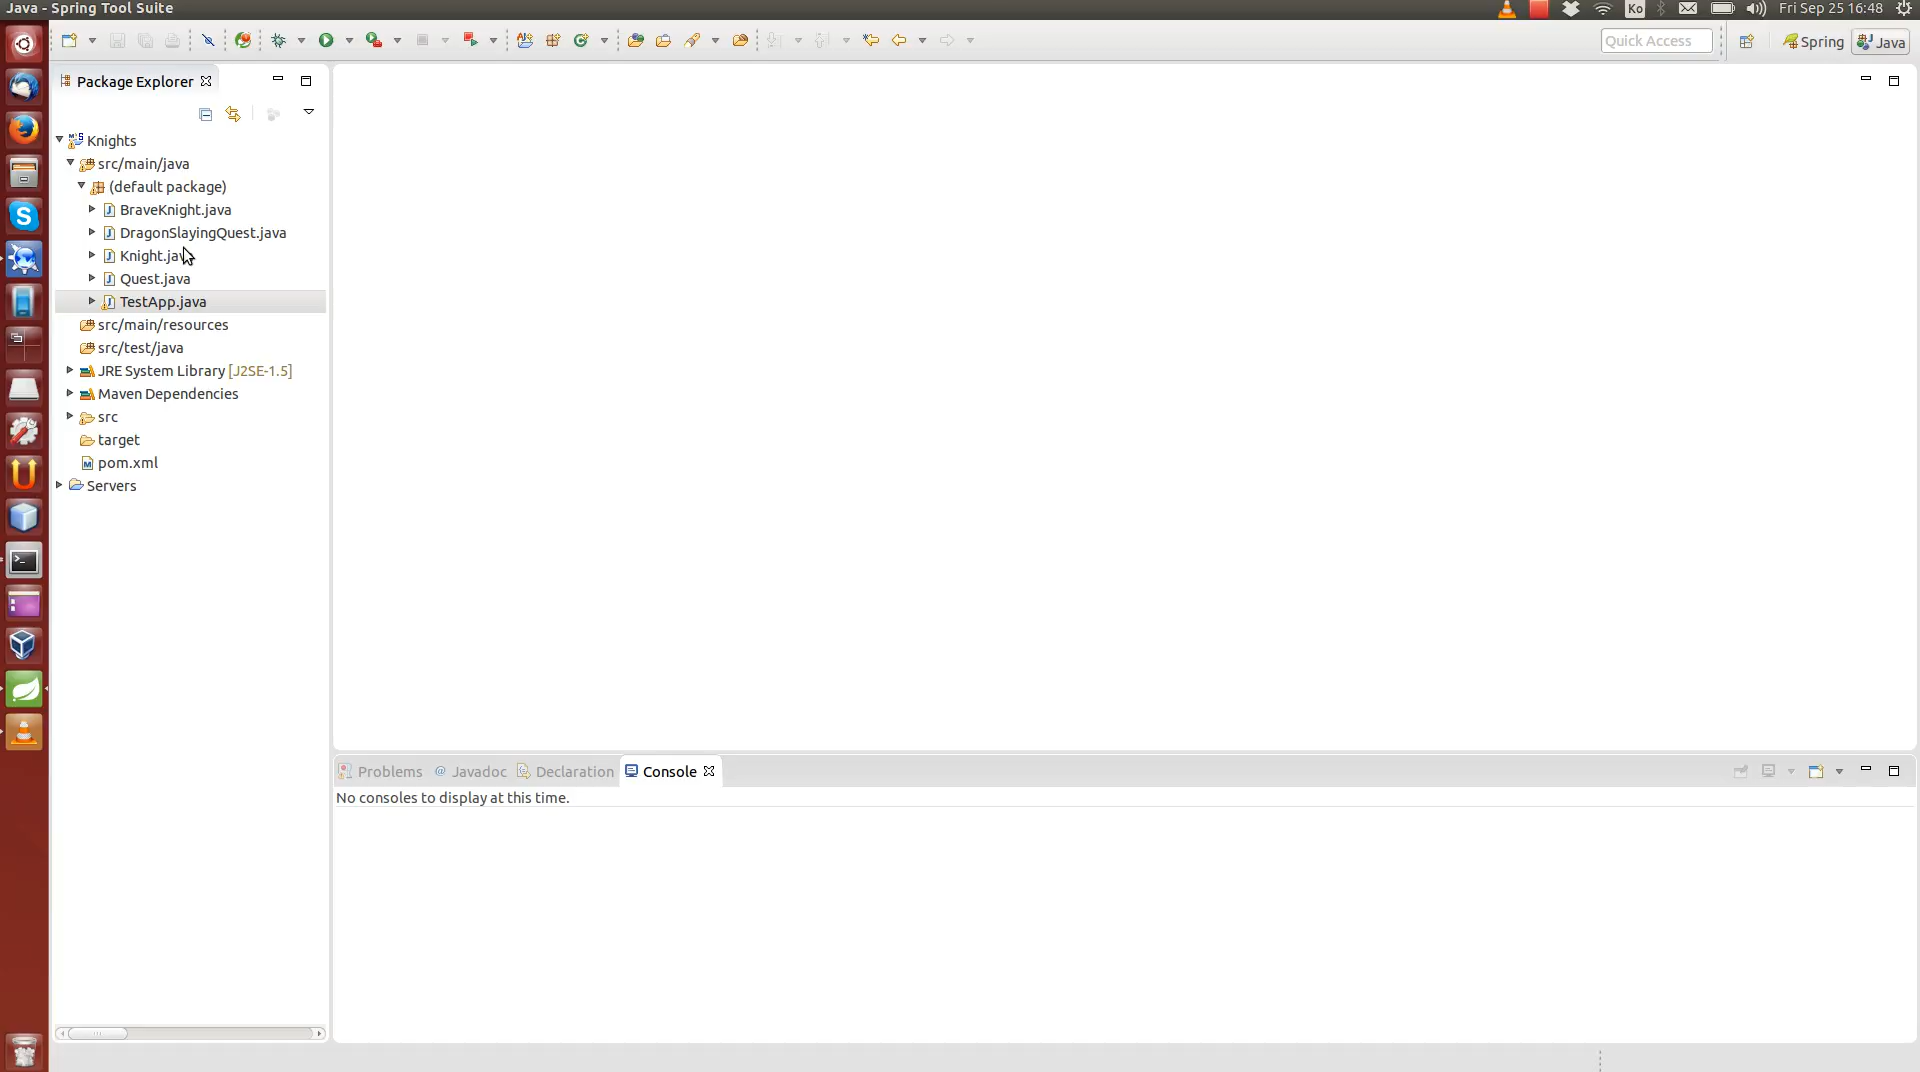 Java - Spring Tool Suite
Ko
Fri Sep 25 16:48
Quick Access
Spring
Java
Package Explorer
Knights
src/main/java
(default package)
BraveKnight.java
DragonSlayingQuest.java
Knight.jav
Quest.java
TestApp.java
src/main/resources
src/test/java
JRE System Library [J2SE-1.5]
Maven Dependencies
src
target
pom.xml
Servers
Problems
@ Javadoc
Declaration
Console
No consoles to display at this time.